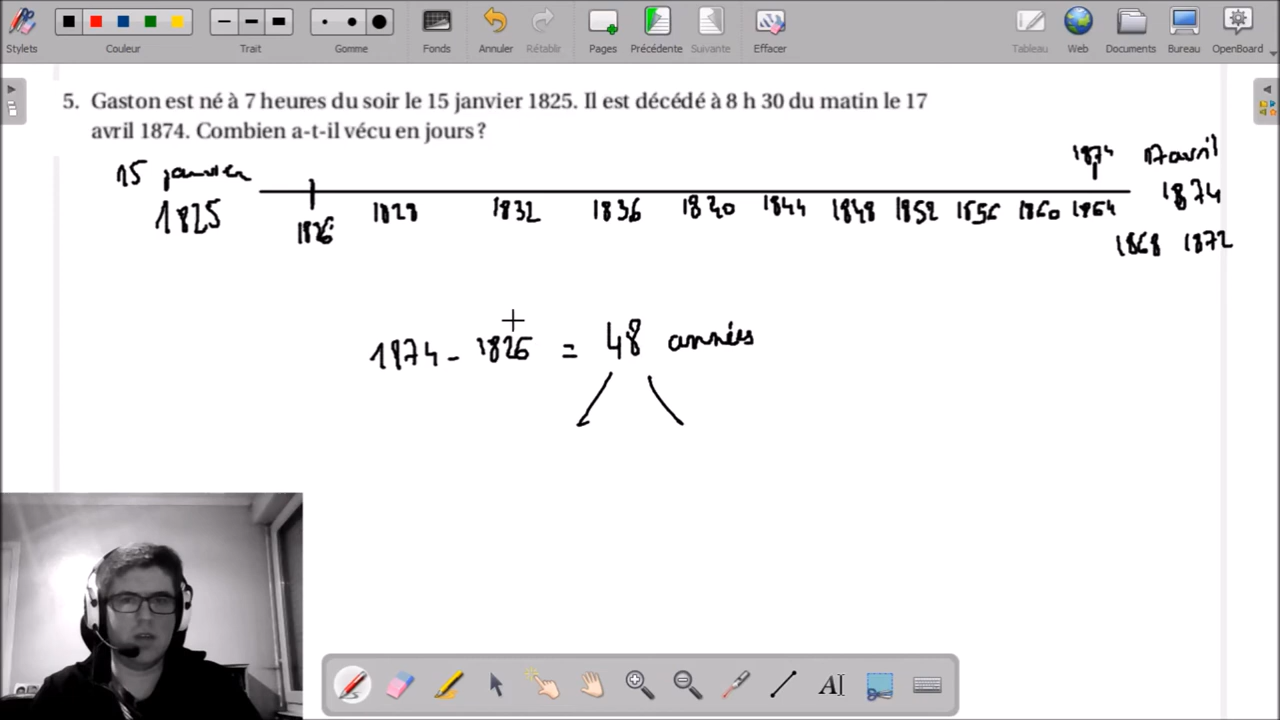 Stylets Couleur Trait Gomme Fonds Annuler Rétablir Pages Précédente Suivante Effacer Tableau Web Documents Bureau OpenBoard
5. Gaston est né à 7 heures du soir le 15 janvier 1825. Il est décédé à 8 h 30 du matin le 17
avril 1874. Combien a-t-il vécu en jours ?
15 janvier 1874 17 avril
1825 1874
1826 1828 1832 1836 1840 1844 1848 1852 1856 1860 1864
1868 1872
1874 - 1826 = 48 années